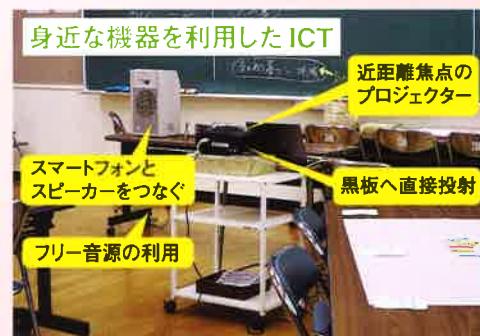 身近な機器を利用したICT
近距離焦点の
プロジェクター
スマートフォンと
スピーカーをつなぐ
黒板へ直接投射
フリー音源の利用